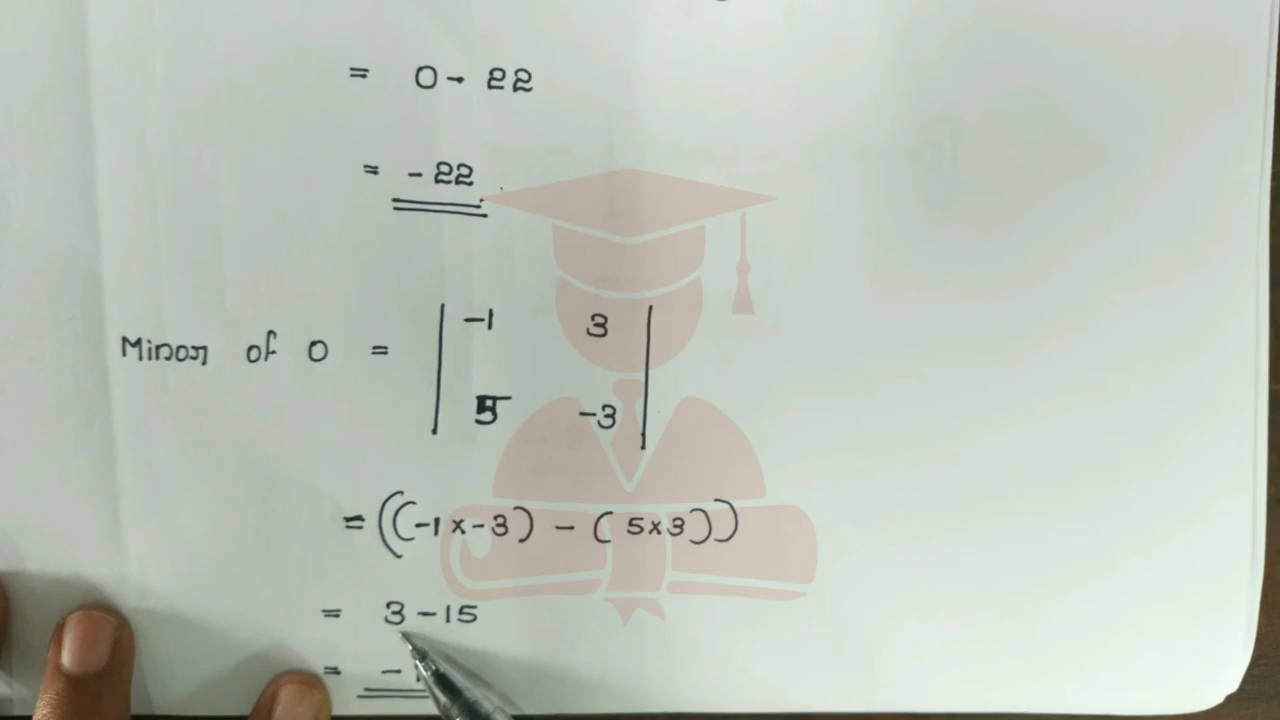 = 0 - 22
= - 22
Minor of 0 = | -1 3 |
| 5 -3 |
= ((-1 x -3) - (5x3))
= 3 - 15
= -